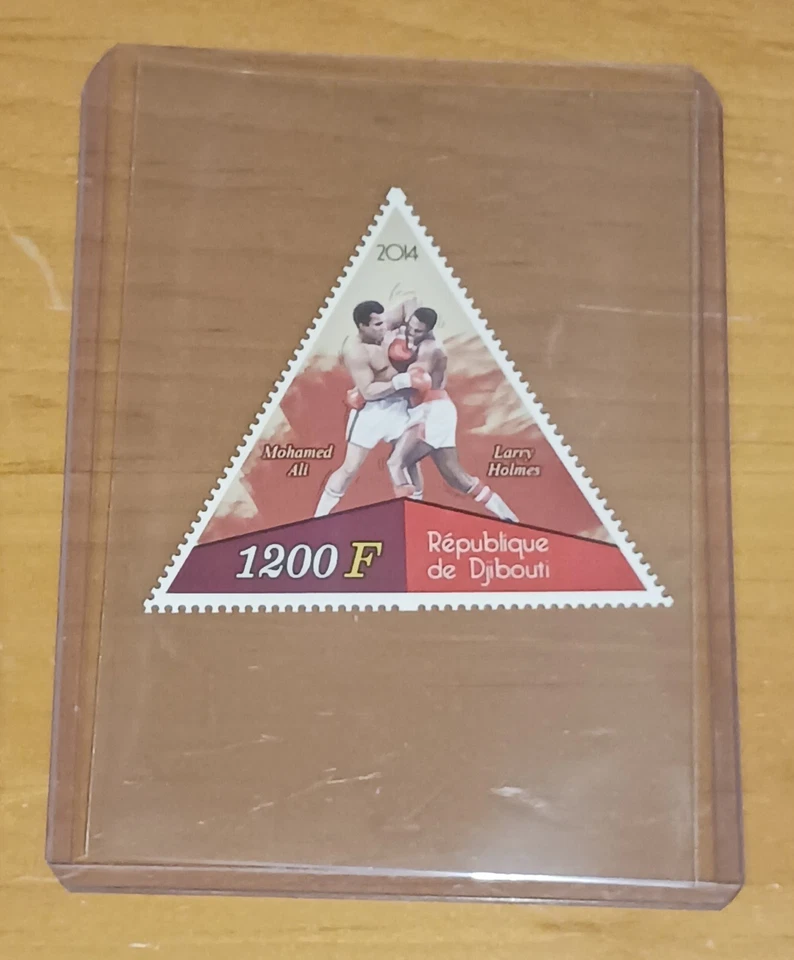 2014
Mohamed
Ali
Larry
Holmes
1200 F
République
de Djibouti